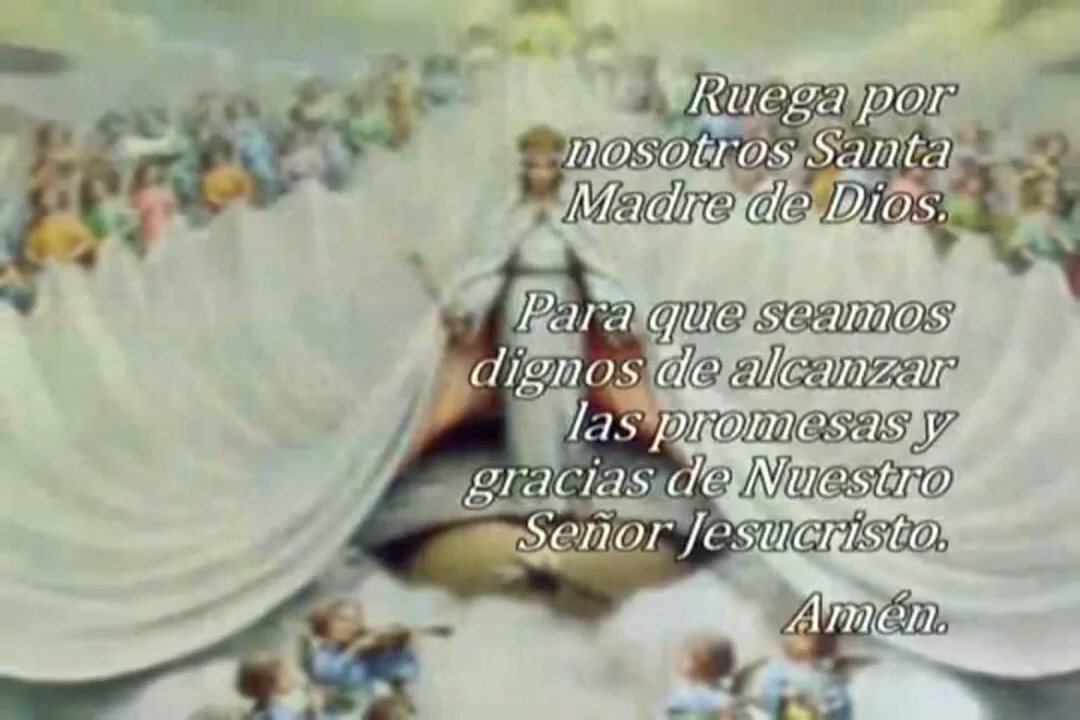 Ruega por
nosotros Santa
Madre de Dios.
Para que seamos
dignos de alcanzar
las promesas y
gracias de Nuestro
Señor Jesucristo.
Amén.